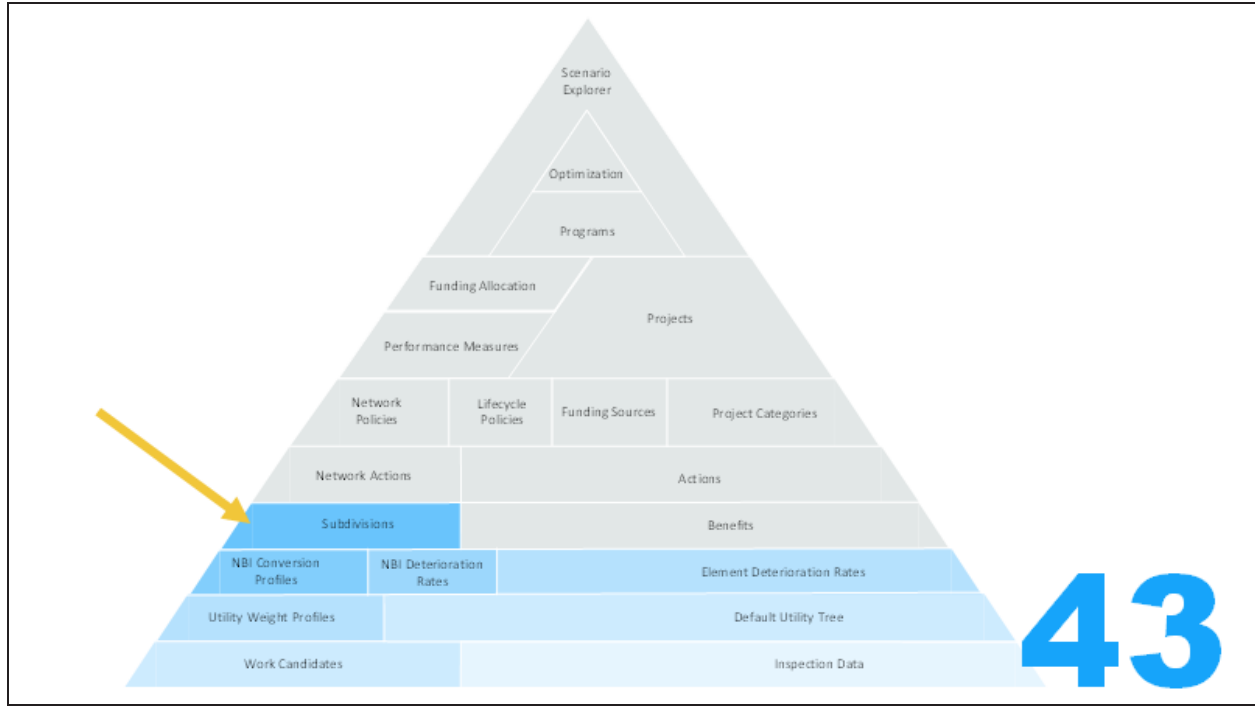 Scenario
Explorer
Optimization
Programs
Funding Allocation
Projects
Performance Measures
Network
Policies
Lifecycle
Policies
Funding Sources
Project Categories
Network Actions
Actions
Subdivisions
Benefits
NBI Conversion
Profiles
NBI Deterioration
Rates
Element Deterioration Rates
Utility Weight Profiles
Default Utility Tree
Work Candidates
Inspection Data
43